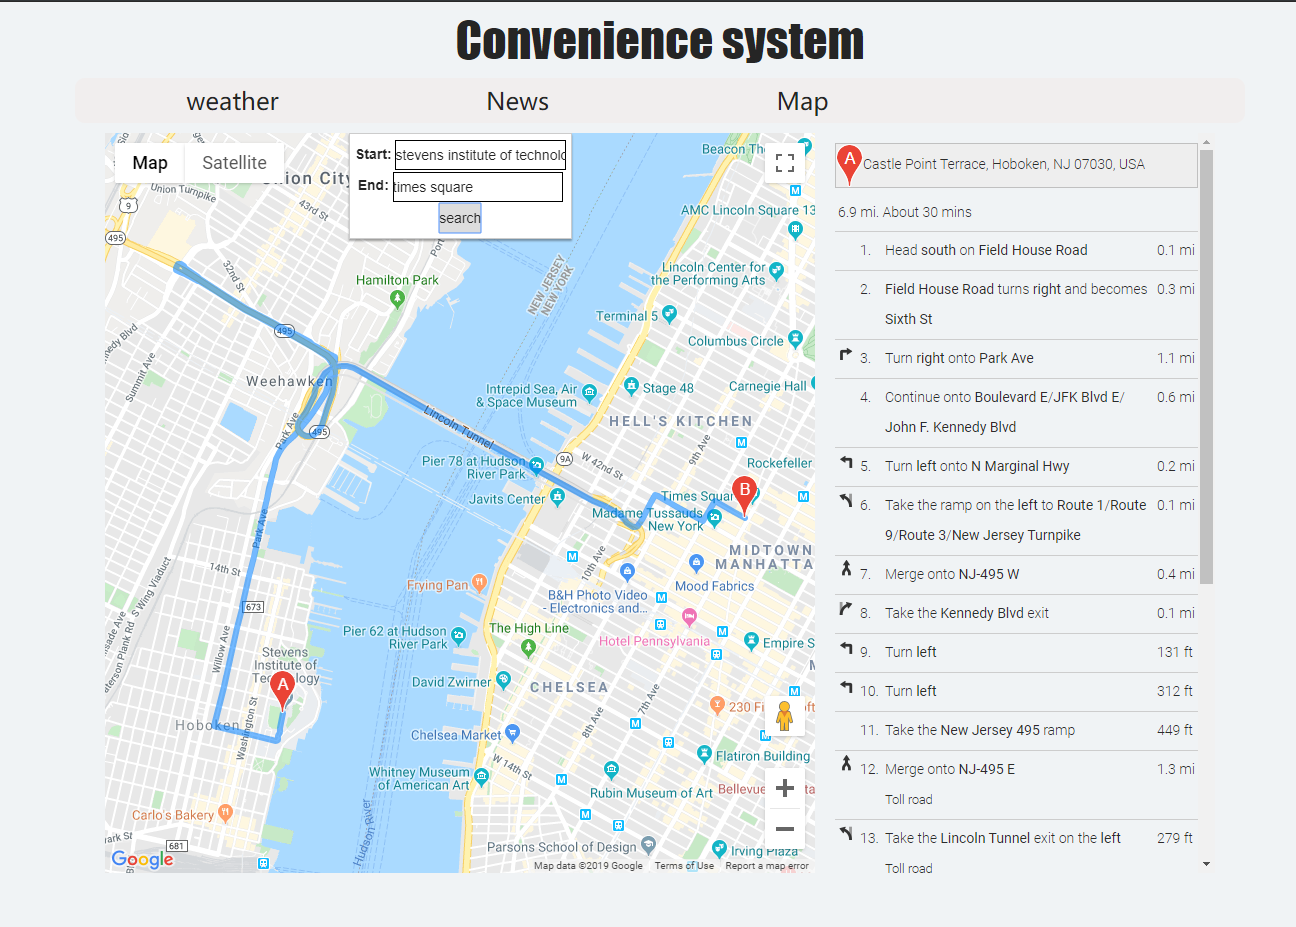 Convenience system
weather News Map
Map Satellite
Start: stevens institute of technolo
End: times square
search
Union City
Union Turnpike
43rd St
9
495
32nd St
Hamilton Park
NEW JERSEY
NEW YORK
Beacon The
AMC Lincoln Square 13
Lincoln Center for
the Performing Arts
Terminal 5
Columbus Circle
495
Summit Ave
Weehawken
Intrepid Sea, Air
& Space Museum
Stage 48
Carnegie Hall
HELL'S KITCHEN
Park Ave
495
Lincoln Tunnel
9A
W 42nd St
9th Ave
Pier 78 at Hudson
River Park
Rockefeller
Javits Center
Times Squar
B
Madame Tussauds
New York
MIDTOWN
MANHATTA
Park Ave
14th St
10th Ave
Mood Fabrics
Frying Pan
B&H Photo Video
- Electronics and...
S Wing Viaduct
673
The High Line
Hotel Pennsylvania
Pier 62 at Hudson
River Park
Empire S
Willow Ave
Stevens
Institute of
Technology
A
David Zwirner
CHELSEA
7th Ave
8th Ave
230 Fi
Hoboken
Washington St
Chelsea Market
W 14th St
Flatiron Building
Whitney Museum
of American Art
Rubin Museum of Art
Bellevue
Carlo's Bakery
Hudson River
ark St
681
Parsons School of Design
Irving Plaza
Google
Map data ©2019 Google Terms of Use Report a map error
A Castle Point Terrace, Hoboken, NJ 07030, USA
6.9 mi. About 30 mins
1. Head south on Field House Road 0.1 mi
2. Field House Road turns right and becomes 0.3 mi
Sixth St
3. Turn right onto Park Ave 1.1 mi
4. Continue onto Boulevard E/JFK Blvd E/ 0.6 mi
John F. Kennedy Blvd
5. Turn left onto N Marginal Hwy 0.2 mi
6. Take the ramp on the left to Route 1/Route 0.1 mi
9/Route 3/New Jersey Turnpike
7. Merge onto NJ-495 W 0.4 mi
8. Take the Kennedy Blvd exit 0.1 mi
9. Turn left 131 ft
10. Turn left 312 ft
11. Take the New Jersey 495 ramp 449 ft
12. Merge onto NJ-495 E 1.3 mi
Toll road
13. Take the Lincoln Tunnel exit on the left 279 ft
Toll road